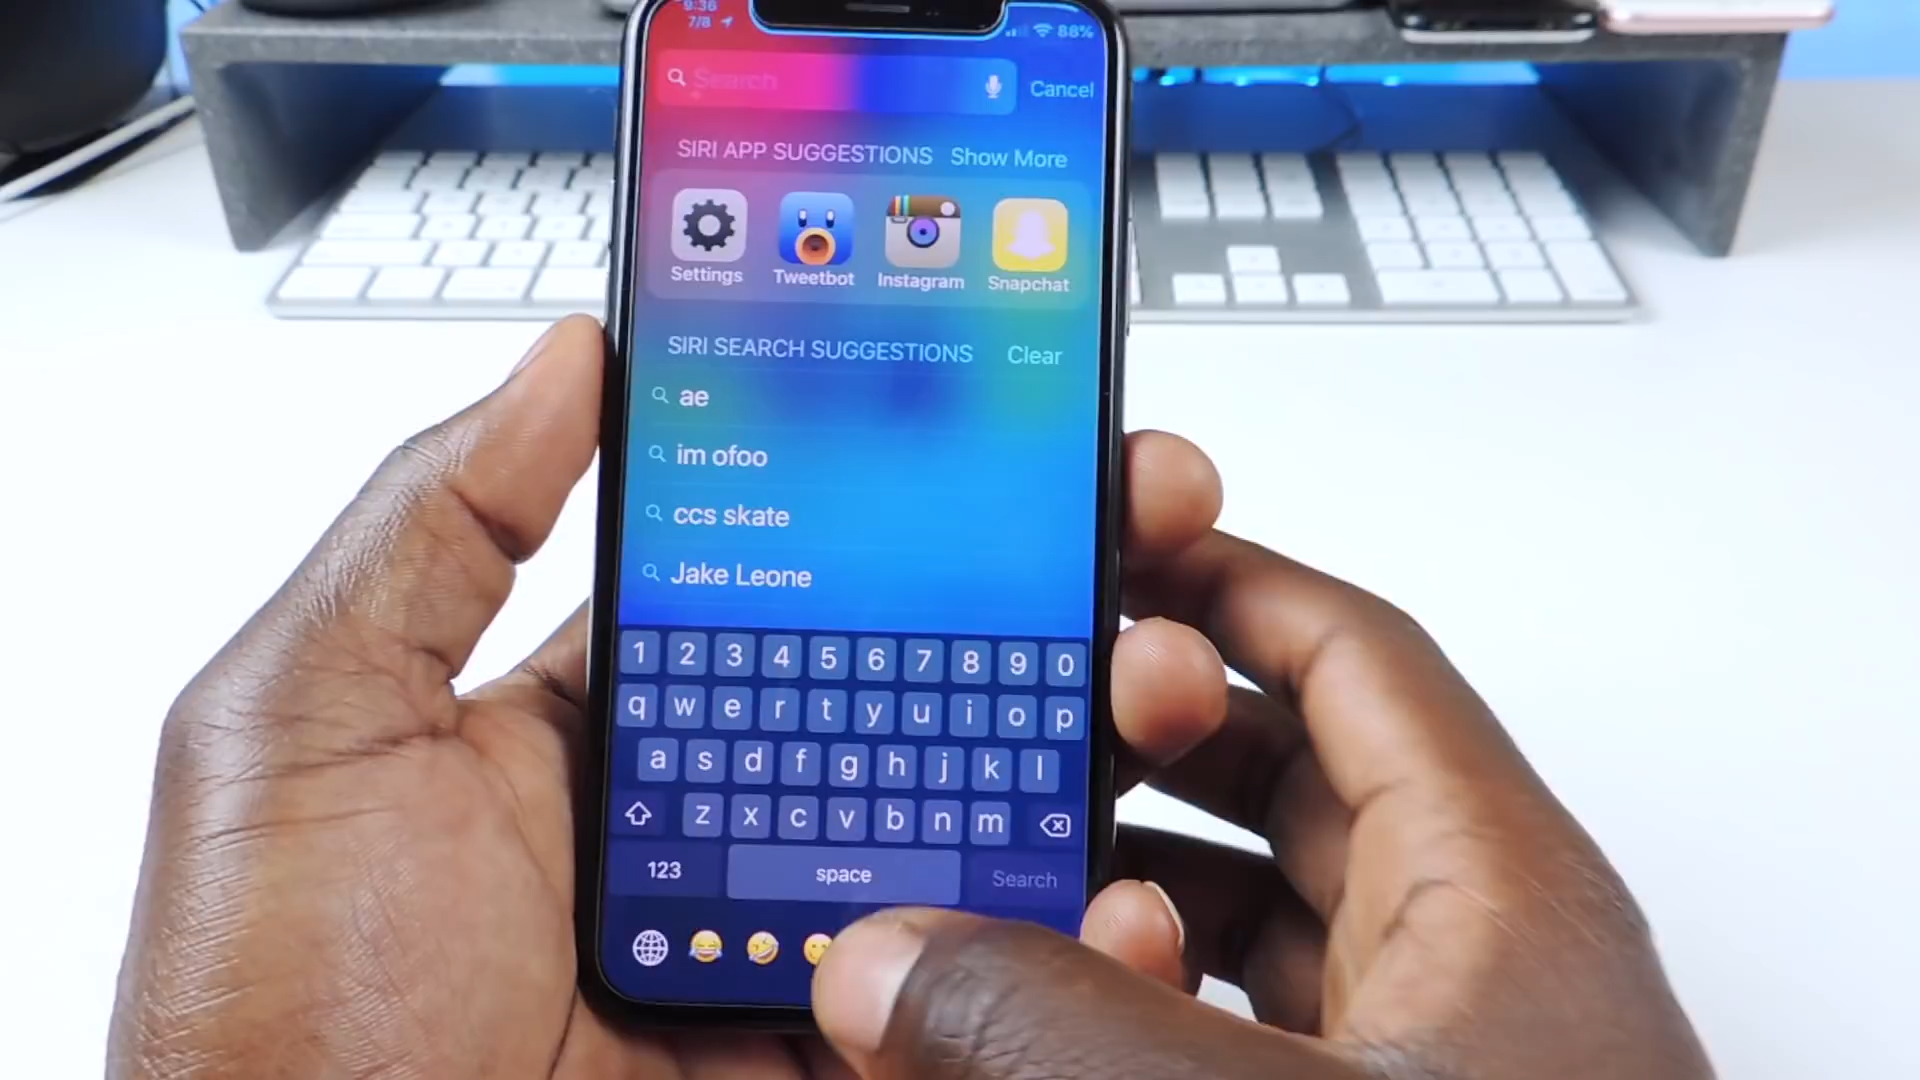 9:36
7/8
88%
Search
Cancel
SIRI APP SUGGESTIONS Show More
Settings Tweetbot Instagram Snapchat
SIRI SEARCH SUGGESTIONS Clear
ae
im ofoo
ccs skate
Jake Leone
1 2 3 4 5 6 7 8 9 0
q w e r t y u i o p
a s d f g h j k l
z x c v b n m
123 space Search